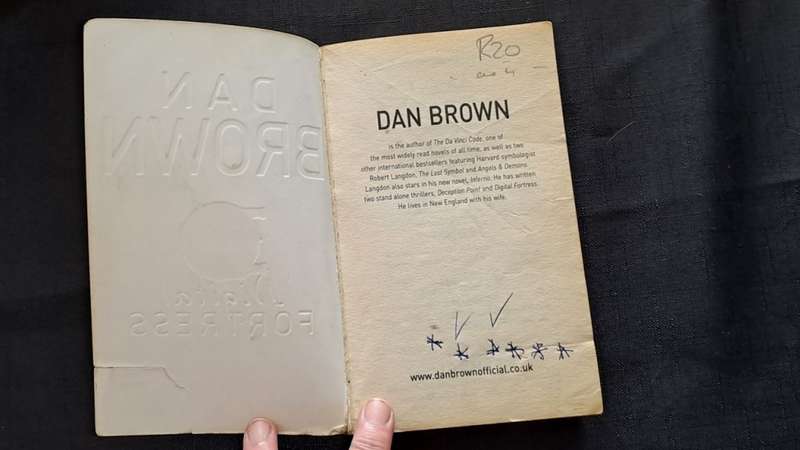 DAN
BROWN
FORTRESS
R20
DAN BROWN
is the author of The Da Vinci Code, one of
the most widely read novels of all time, as well as two
other international bestsellers featuring Harvard symbologist
Robert Langdon, The Lost Symbol and Angels & Demons.
Langdon also stars in his new novel, Inferno. He has written
two stand alone thrillers, Deception Point and Digital Fortress.
He lives in New England with his wife.
www.danbrownofficial.co.uk